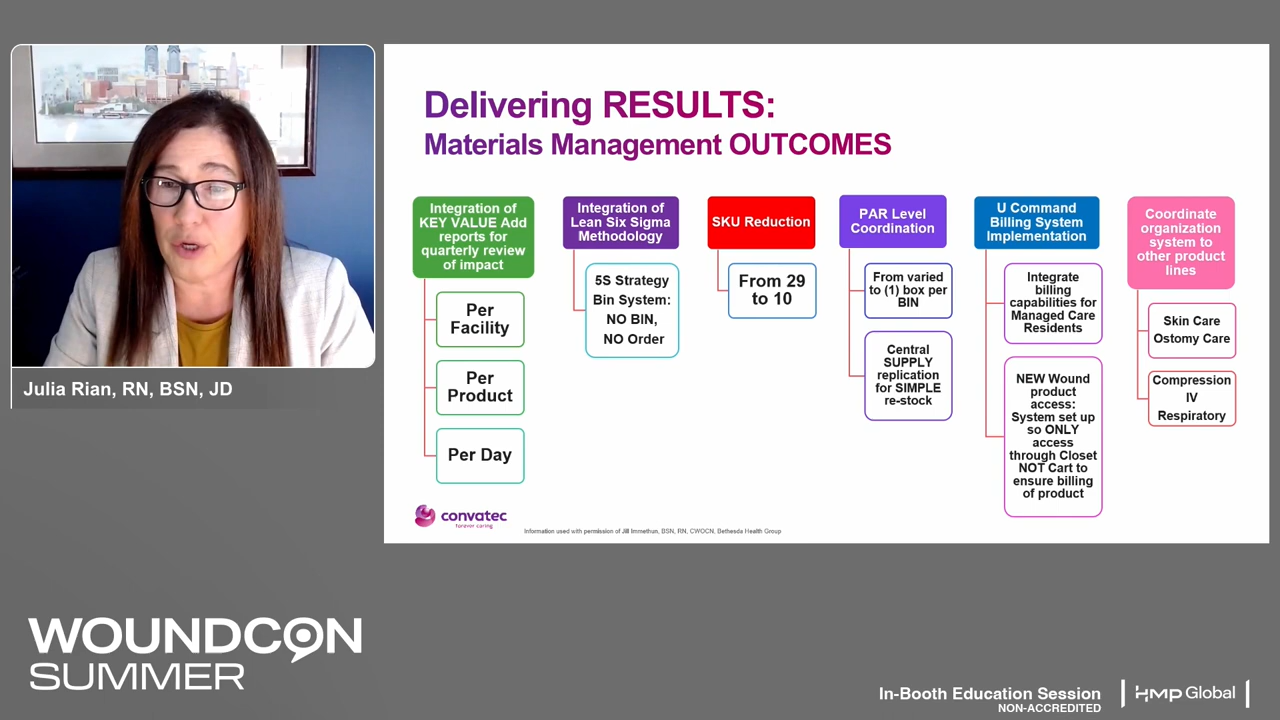 Delivering RESULTS:
Materials Management OUTCOMES
Integration of
KEY VALUE Add
reports for
quarterly review
of impact
Per
Facility
Per
Product
Per Day
Integration of
Lean Six Sigma
Methodology
5S Strategy
Bin System:
NO BIN,
NO Order
SKU Reduction
From 29
to 10
PAR Level
Coordination
From varied
to (1) box per
BIN
Central
SUPPLY
replication
for SIMPLE
re-stock
U Command
Billing System
Implementation
Integrate
billing
capabilities for
Managed Care
Residents
NEW Wound
product
access:
System set up
so ONLY
access
through Closet
NOT Cart to
ensure billing
of product
Coordinate
organization
system to
other product
lines
Skin Care
Ostomy Care
Compression
IV
Respiratory
convatec
forever caring
Information used with permission of Jill Immethun, BSN, RN, CWOCN, Bethesda Health Group
Julia Rian, RN, BSN, JD
WOUNDCON
SUMMER
In-Booth Education Session
NON-ACCREDITED
HMP Global